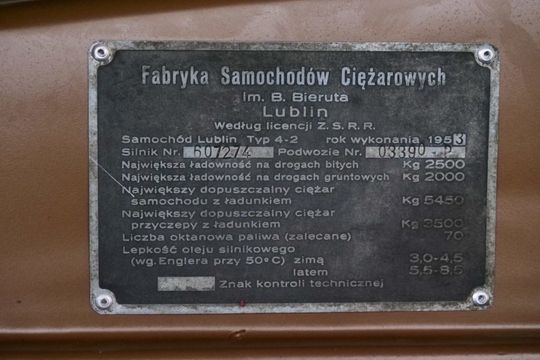 Fabryka Samochodów Ciężarowych
Im. B. Bieruta
Lublin
Według licencji Z.S.R.R.
Samochód Lublin Typ 4-2 rok wykonania 1953
Silnik Nr. 607274 Podwozie Nr. 03399 P
Największa ładowność na drogach bitych Kg 2500
Największa ładowność na drogach gruntowych Kg 2000
Największy dopuszczalny ciężar
samochodu z ładunkiem Kg 5450
Największy dopuszczalny ciężar
przyczepy z ładunkiem Kg 3500
Liczba oktanowa paliwa (zalecane) 70
Lepkość oleju silnikowego
(wg. Englera przy 50°C) zimą 3,0-4,5
latem 5,5-8,5
Znak kontroli technicznej